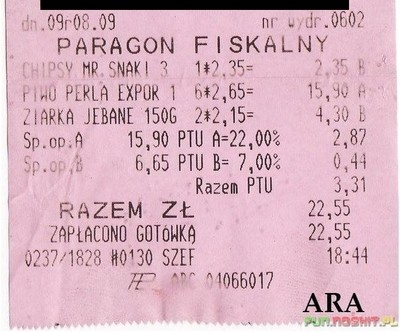 dn.09r08.09 nr wydr.0602
PARAGON FISKALNY
CHIPSY MR.SNAKI 3 1*2,35= 2,35 B
PIWO PERLA EXPOR 1 6*2,65= 15,90 A
ZIARKA JEBANE 150G 2*2,15= 4,30 B
Sp.op.A 15,90 PTU A=22,00% 2,87
Sp.op.B 6,65 PTU B= 7,00% 0,44
Razem PTU 3,31
RAZEM ZŁ 22,55
ZAPŁACONO GOTÓWKĄ 22,55
0237/1828 #0130 SZEF 18:44
ABC 04066017
ARA